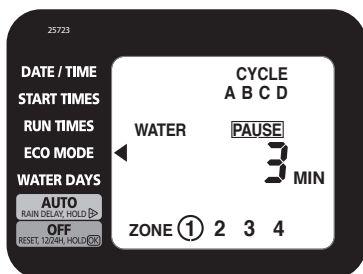 25723
DATE / TIME
START TIMES
RUN TIMES
ECO MODE
WATER DAYS
AUTO
RAIN DELAY, HOLD
OFF
RESET, 12/24H, HOLD OK
CYCLE
A B C D
WATER PAUSE
3 MIN
ZONE 1 2 3 4